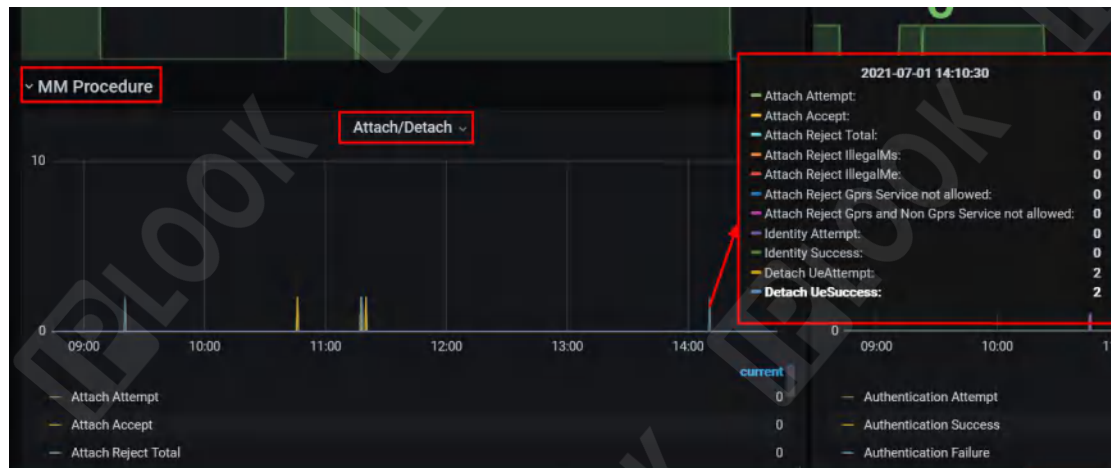 MM Procedure
Attach/Detach
10
0
09:00 10:00 11:00 12:00 13:00 14:00
current
Attach Attempt 0
Attach Accept 0
Attach Reject Total 0
2021-07-01 14:10:30
Attach Attempt: 0
Attach Accept: 0
Attach Reject Total: 0
Attach Reject IllegalMs: 0
Attach Reject IllegalMe: 0
Attach Reject Gprs Service not allowed: 0
Attach Reject Gprs and Non Gprs Service not allowed: 0
Identity Attempt: 0
Identity Success: 0
Detach UeAttempt: 2
Detach UeSuccess: 2
0
09:00 10:00
Authentication Attempt
Authentication Success
Authentication Failure
IPLOOK